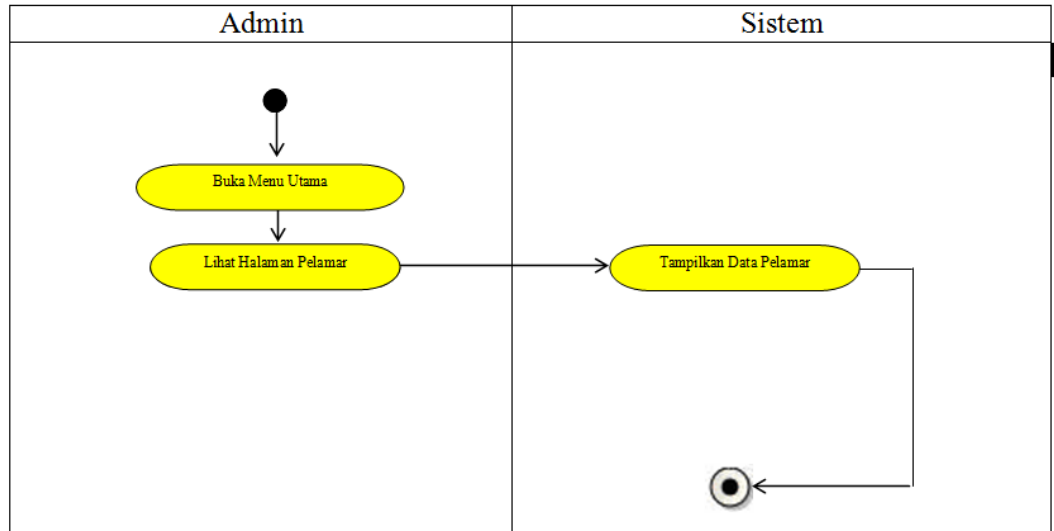 Admin
Sistem
Buka Menu Utama
Lihat Halaman Pelamar
Tampilkan Data Pelamar